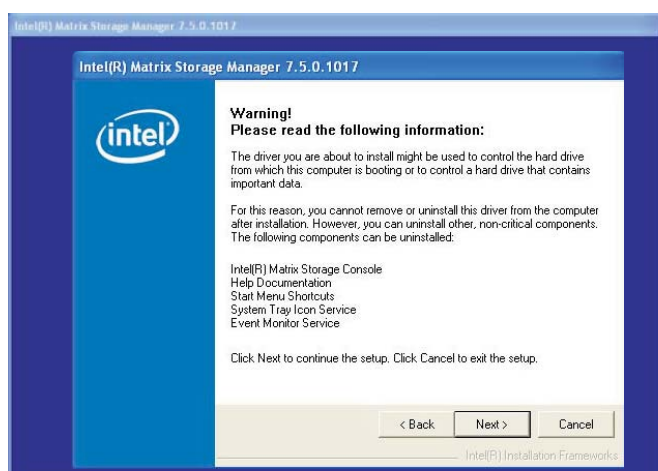 Intel(R) Matrix Storage Manager 7.5.0.1017
Intel(R) Matrix Storage Manager 7.5.0.1017
intel
Warning!
Please read the following information:
The driver you are about to install might be used to control the hard drive
from which this computer is booting or to control a hard drive that contains
important data.
For this reason, you cannot remove or uninstall this driver from the computer
after installation. However, you can uninstall other, non-critical components.
The following components can be uninstalled:
Intel(R) Matrix Storage Console
Help Documentation
Start Menu Shortcuts
System Tray Icon Service
Event Monitor Service
Click Next to continue the setup. Click Cancel to exit the setup.
< Back Next > Cancel
Intel(R) Installation Frameworks